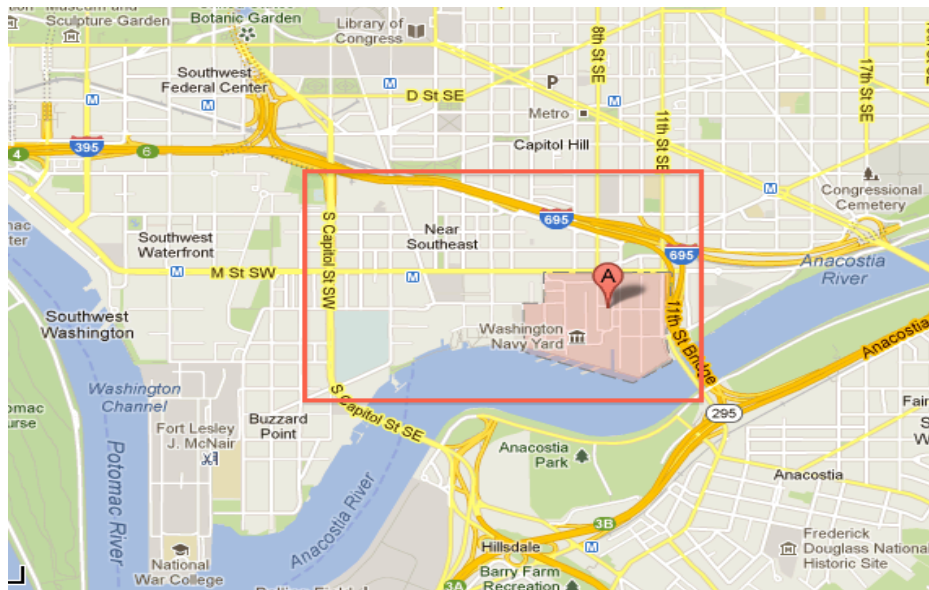 Museum and
Sculpture Garden
Botanic Garden
Library of
Congress
8th St SE
17th St SE
Southwest
Federal Center
M
M
M
D St SE
P
Metro
M
11th St SE
Capitol Hill
4
395
6
M
Congressional
Cemetery
S Capitol St SW
695
Near
Southeast
Southwest
Waterfront
695
Anacostia
River
M
M St SW
M
A
Southwest
Washington
Washington
Navy Yard
11th St Bridge
Anacostia
Washington
Channel
S Capitol St SE
295
Buzzard
Point
Fort Lesley
J. McNair
Potomac River
Anacostia
Park
Anacostia
Anacostia River
3B
Hillsdale
M
Frederick
Douglass National
Historic Site
National
War College
3A
Barry Farm
Recreation